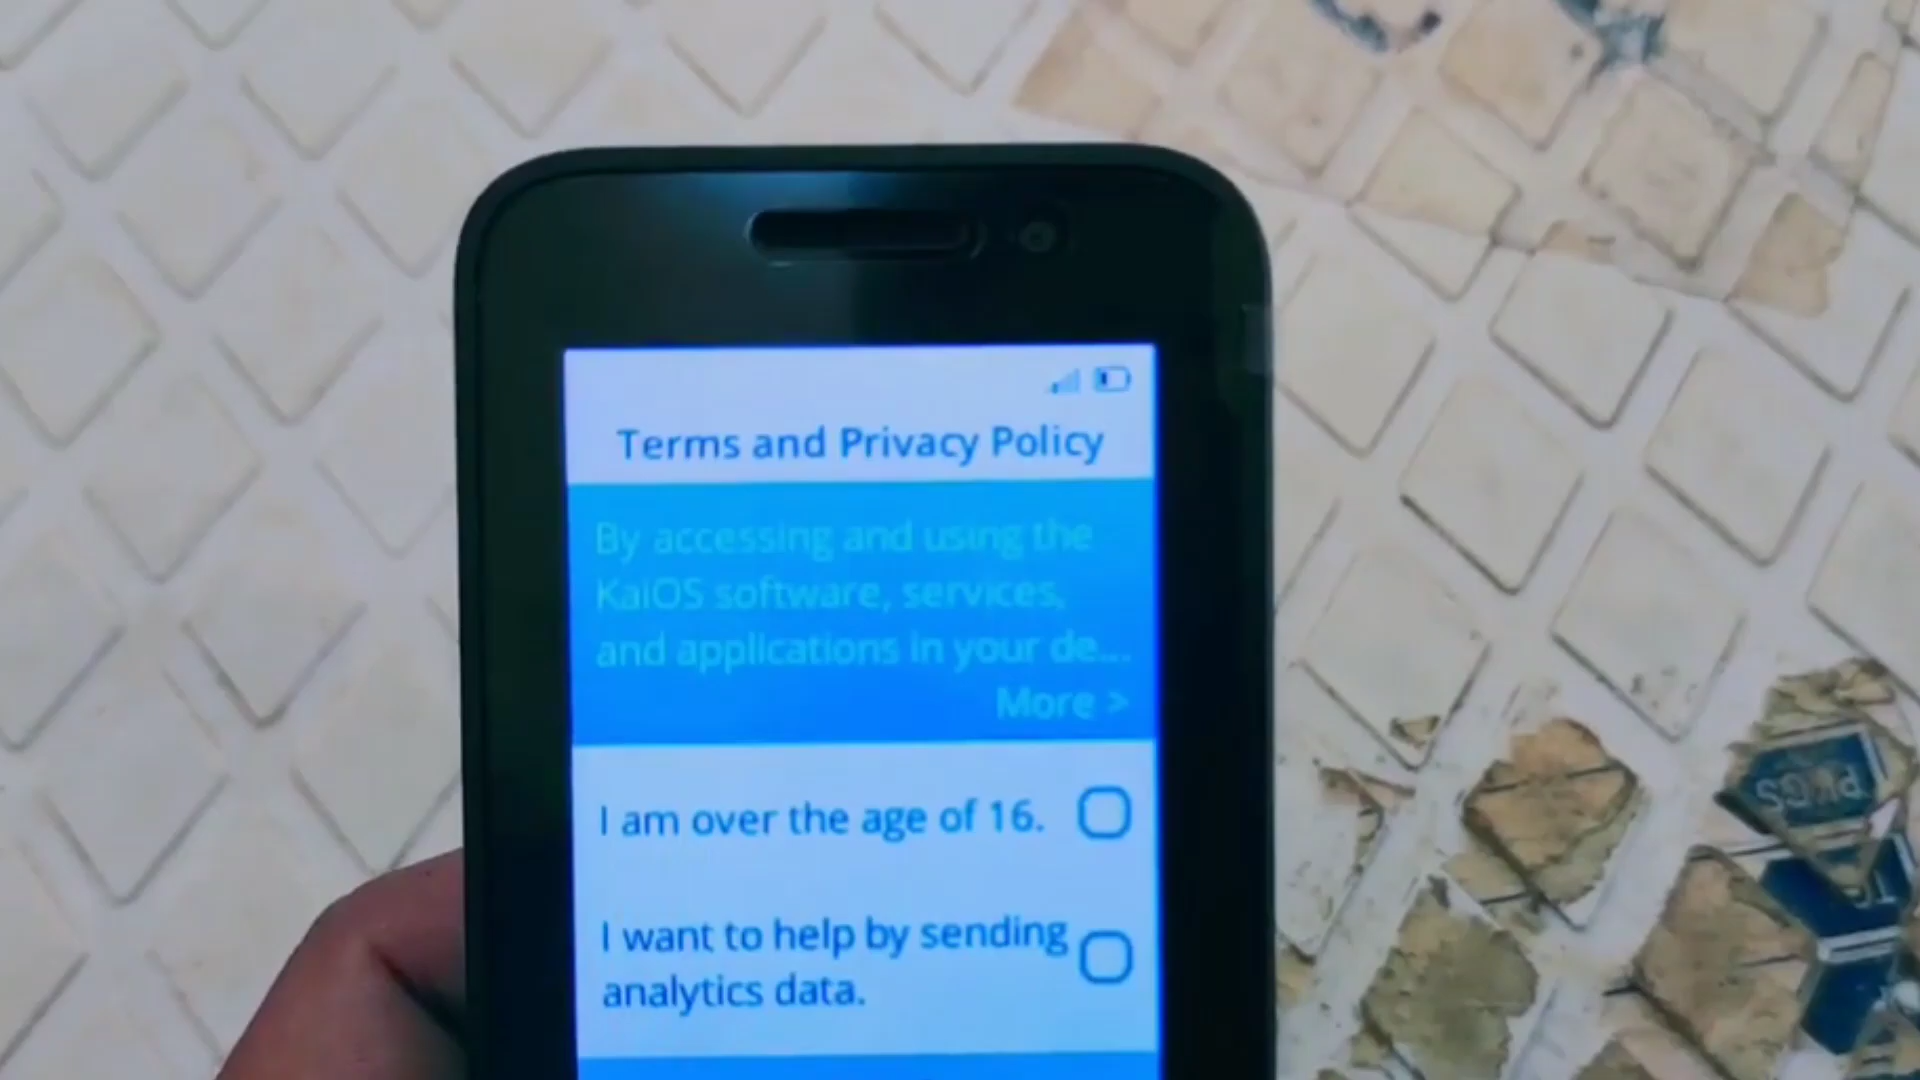 Terms and Privacy Policy
By accessing and using the
KaiOS software, services,
and applications in your de...
More >
I am over the age of 16.
I want to help by sending
analytics data.
PKGS